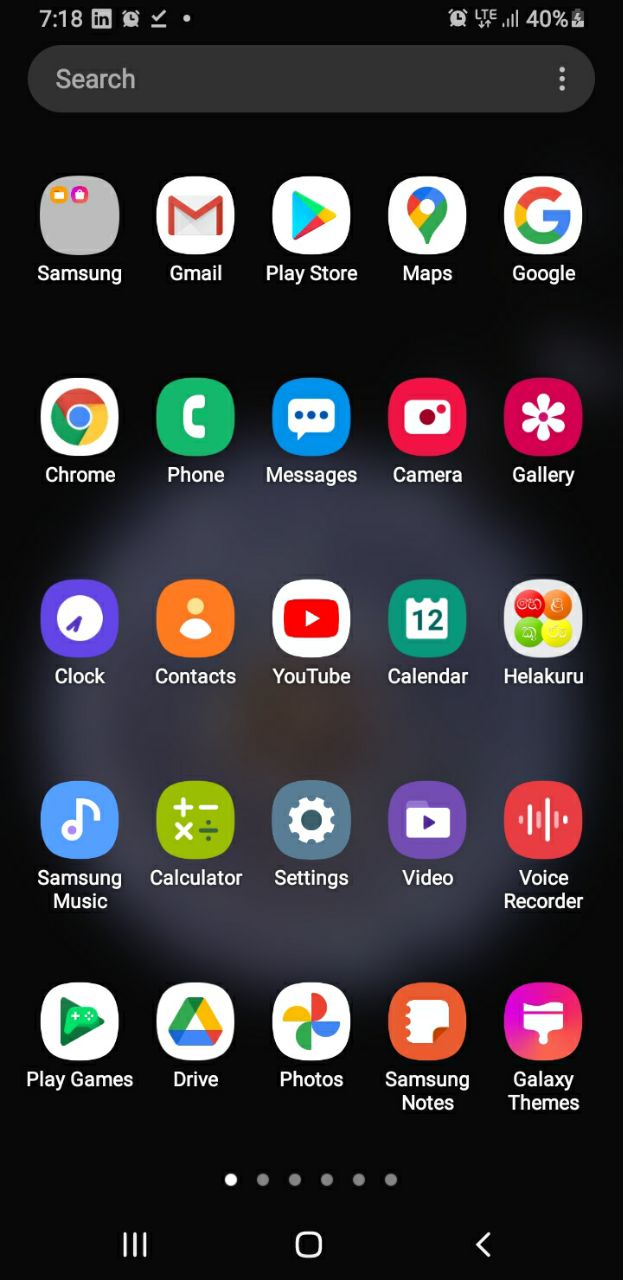 7:18 LTE 40%
Search
Samsung Gmail Play Store Maps Google
Chrome Phone Messages Camera Gallery
12
හෙ ළ
කු රු
Clock Contacts YouTube Calendar Helakuru
Samsung Music Calculator Settings Video Voice Recorder
Play Games Drive Photos Samsung Notes Galaxy Themes